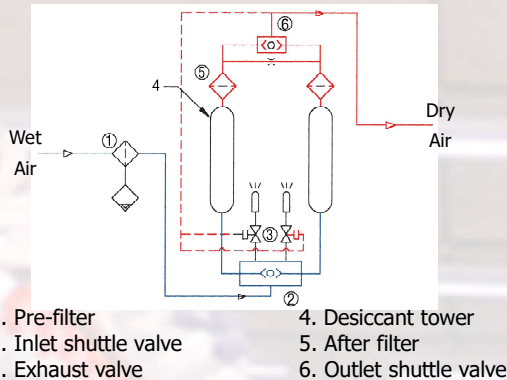 ⑥
⑤
4
Dry
Air
Wet
Air
①
③
②
. Pre-filter
. Inlet shuttle valve
. Exhaust valve
4. Desiccant tower
5. After filter
6. Outlet shuttle valve